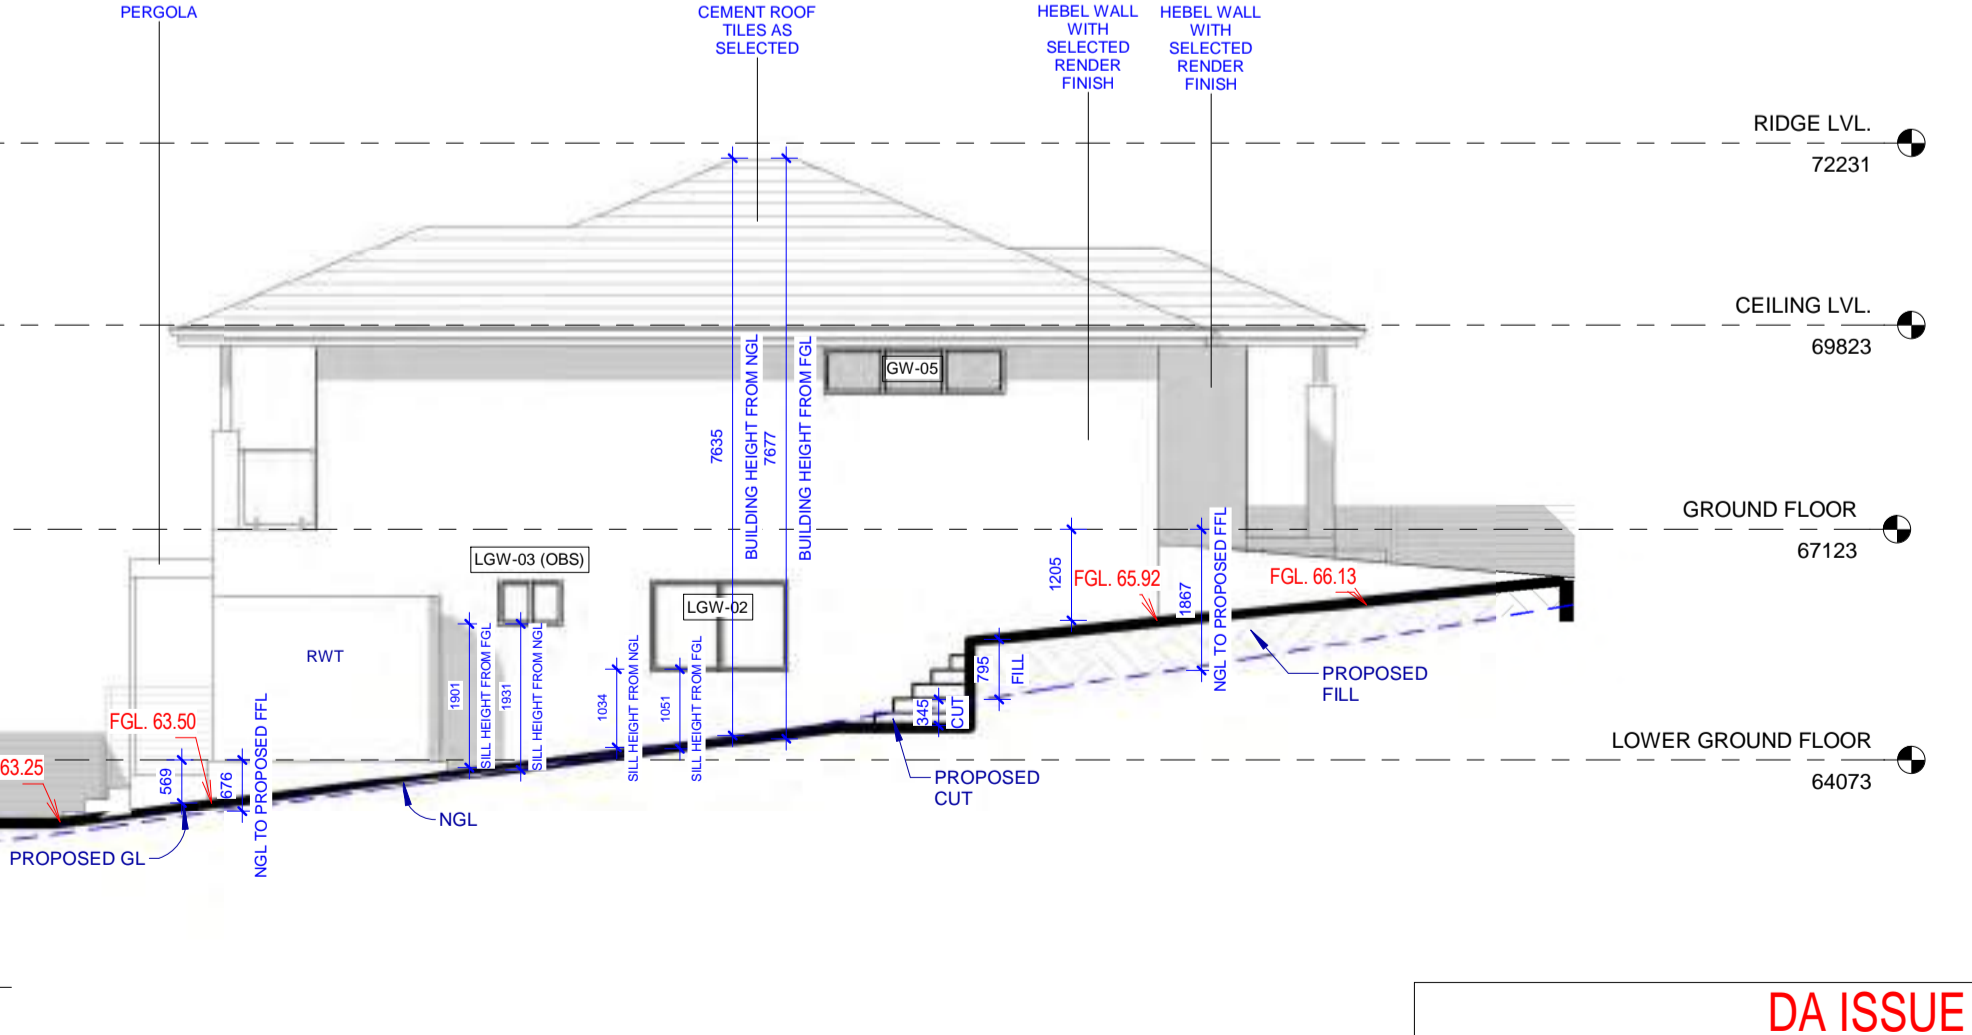 PERGOLA
CEMENT ROOF
TILES AS
SELECTED
HEBEL WALL
WITH
SELECTED
RENDER
FINISH
HEBEL WALL
WITH
SELECTED
RENDER
FINISH
RIDGE LVL.
72231
CEILING LVL.
69823
GROUND FLOOR
67123
LOWER GROUND FLOOR
64073
GW-05
7635
BUILDING HEIGHT FROM NGL
7677
BUILDING HEIGHT FROM FGL
LGW-03 (OBS)
LGW-02
RWT
1901
SILL HEIGHT FROM FGL
1931
SILL HEIGHT FROM NGL
1034
SILL HEIGHT FROM NGL
1051
SILL HEIGHT FROM FGL
1205
FGL. 65.92
1867
NGL TO PROPOSED FFL
FGL. 66.13
795
FILL
345
CUT
PROPOSED
FILL
PROPOSED
CUT
FGL. 63.50
63.25
569
676
NGL TO PROPOSED FFL
NGL
PROPOSED GL
DA ISSUE